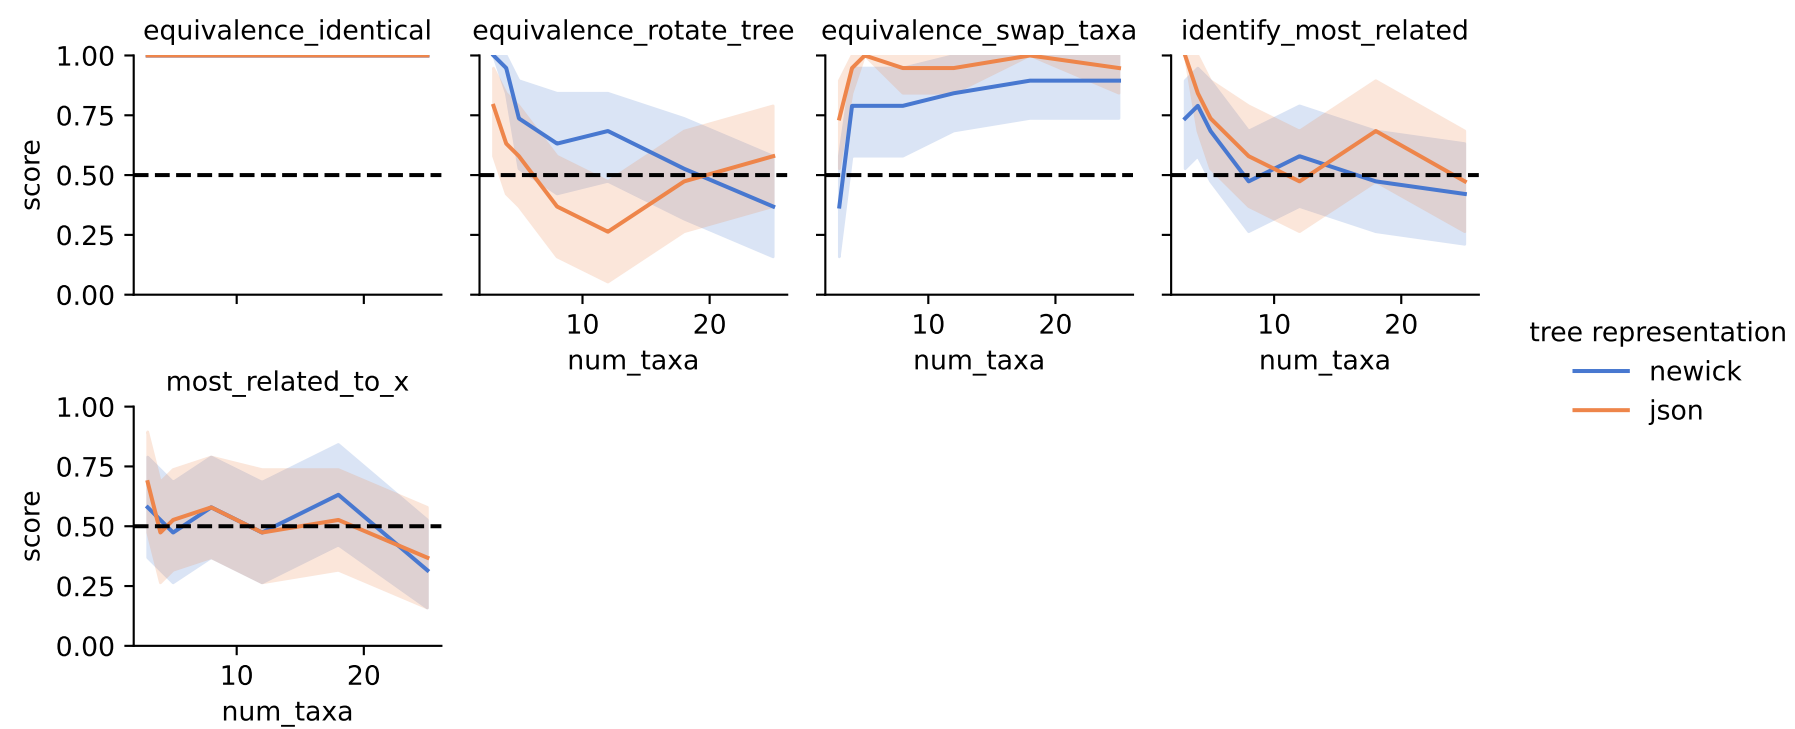 equivalence_identical
equivalence_rotate_tree
equivalence_swap_taxa
identify_most_related
1.00
0.75
0.50
0.25
0.00
score
10
20
num_taxa
10
20
num_taxa
10
20
num_taxa
tree representation
newick
json
most_related_to_x
1.00
0.75
0.50
0.25
0.00
score
10
20
num_taxa